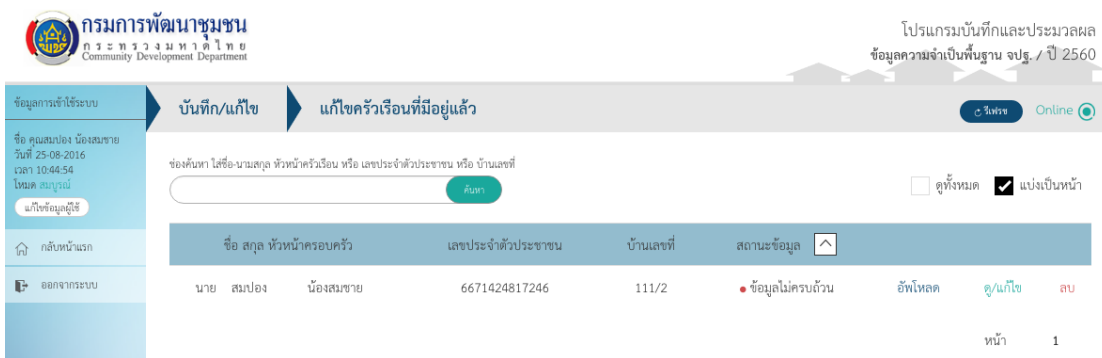 กรมการพัฒนาชุมชน
กระทรวงมหาดไทย
Community Development Department
โปรแกรมบันทึกและประมวลผล
ข้อมูลความจำเป็นพื้นฐาน จปฐ. / ปี 2560
ข้อมูลการเข้าใช้ระบบ
บันทึก/แก้ไข
แก้ไขครัวเรือนที่มีอยู่แล้ว
รีเฟรช
Online
ชื่อ คุณสมปอง น้องสมชาย
วันที่ 25-08-2016
เวลา 10:44:54
โหมด สมบูรณ์
แก้ไขข้อมูลผู้ใช้
กลับหน้าแรก
ออกจากระบบ
ช่องค้นหา ใส่ชื่อ-นามสกุล หัวหน้าครัวเรือน หรือ เลขประจำตัวประชาชน หรือ บ้านเลขที่
ค้นหา
ดูทั้งหมด แบ่งเป็นหน้า
ชื่อ สกุล หัวหน้าครอบครัว เลขประจำตัวประชาชน บ้านเลขที่ สถานะข้อมูล
นาย สมปอง น้องสมชาย 6671424817246 111/2 ข้อมูลไม่ครบถ้วน อัพโหลด ดู/แก้ไข ลบ
หน้า 1